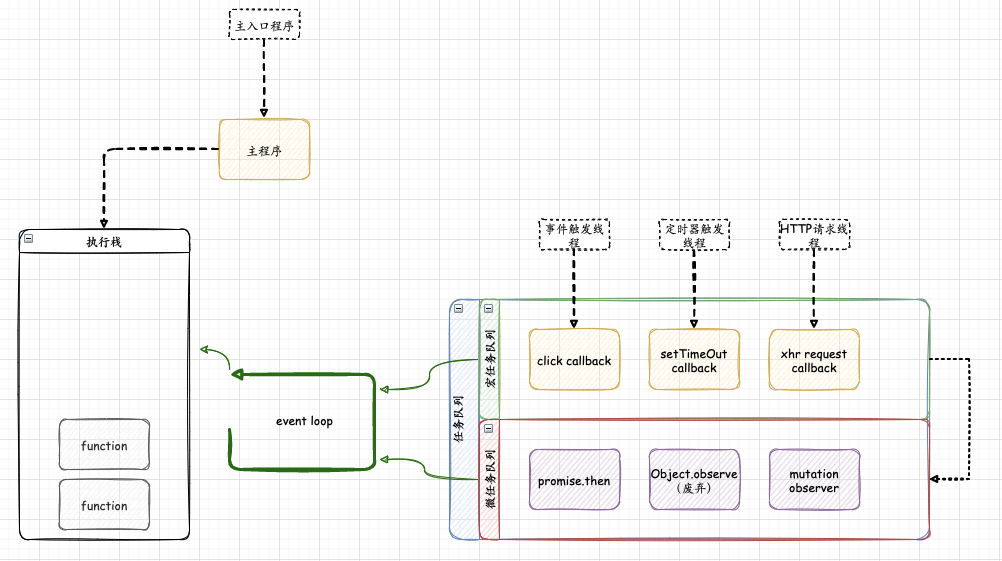 主入口程序
主程序
执行栈
function
function
event loop
任务队列
宏任务队列
事件触发线
程
定时器触发
线程
HTTP请求线
程
click callback
setTimeOut
callback
xhr request
callback
微任务队列
promise.then
Object.observe
(废弃)
mutation
observer